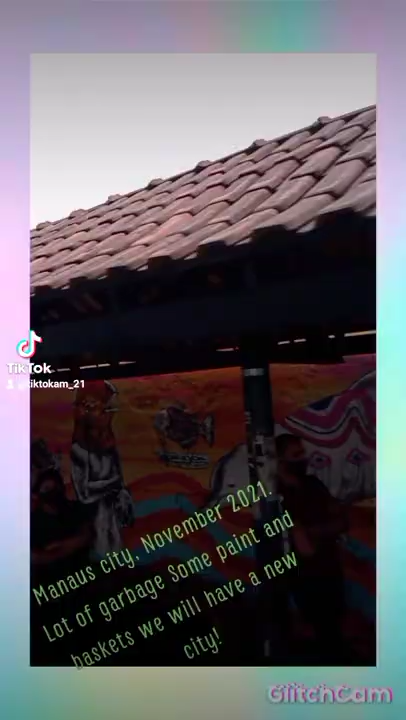 TikTok
@tiktokam_21
Manaus city, November 2021.
Lot of garbage Some paint and
baskets we will have a new
city!
GlitchCam